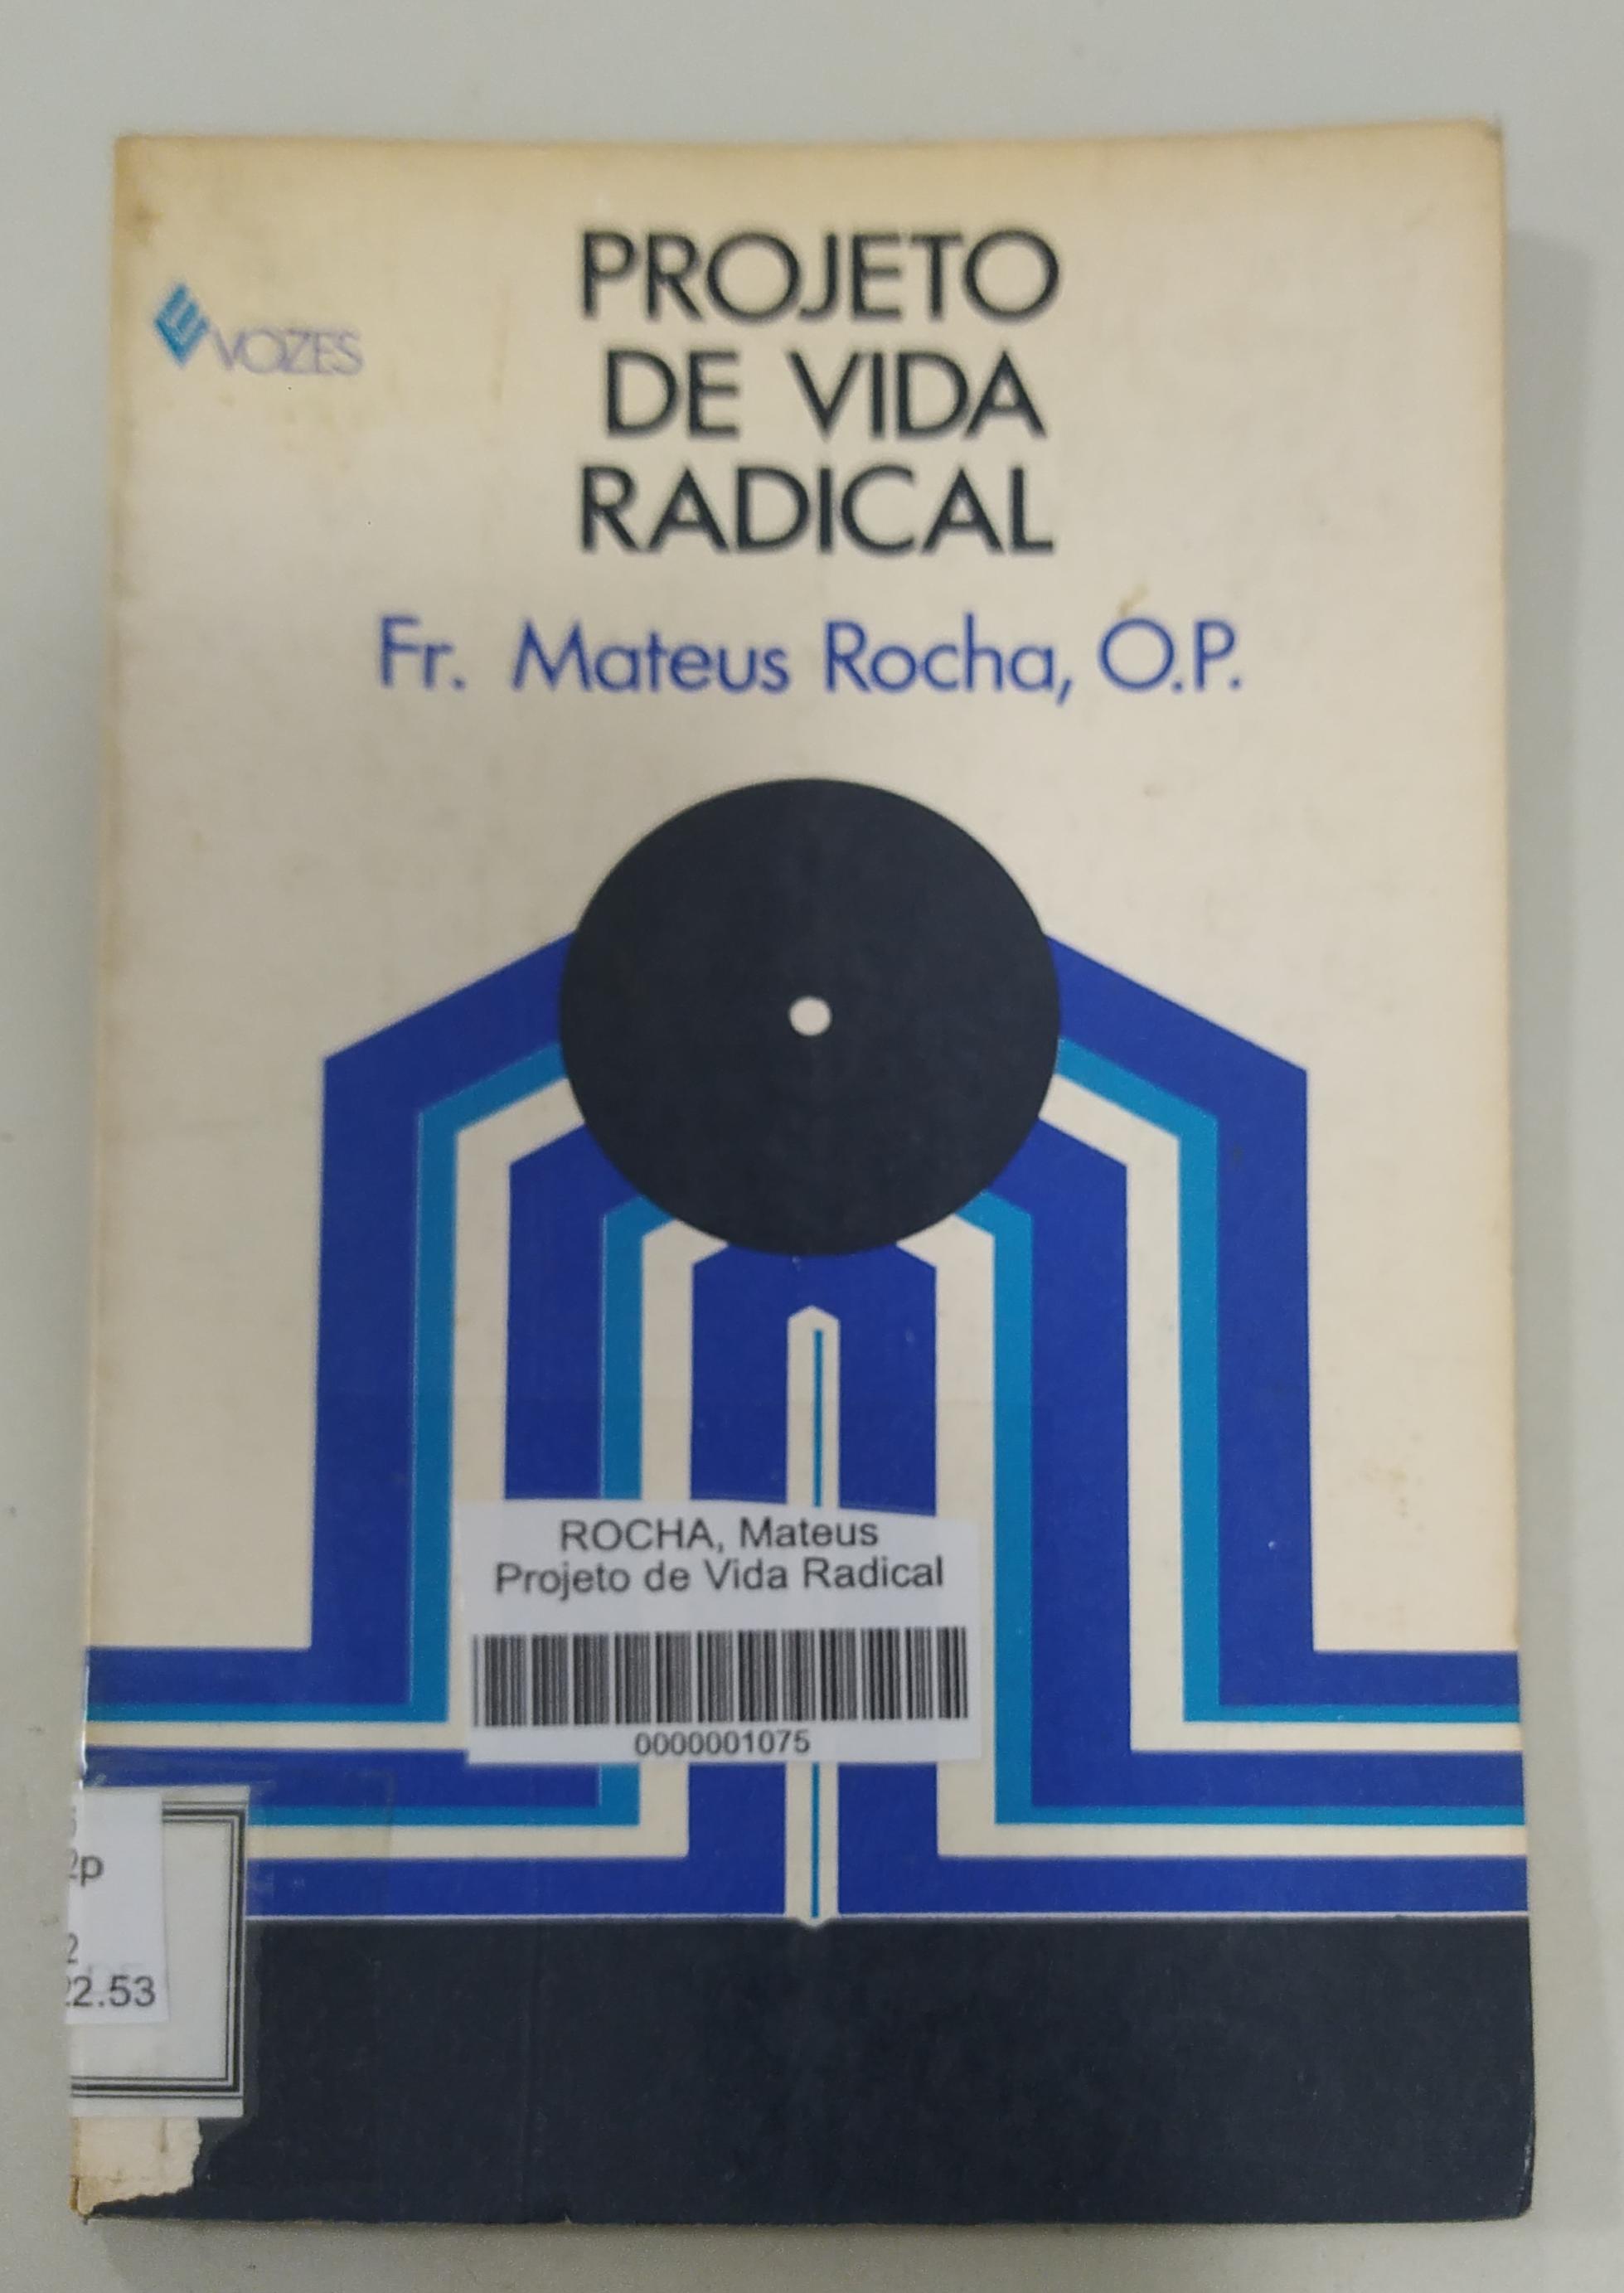 PROJETO
DE VIDA
RADICAL
VOZES
Fr. Mateus Rocha, O.P.
ROCHA, Mateus
Projeto de Vida Radical
0000001075
2p
2
22.53